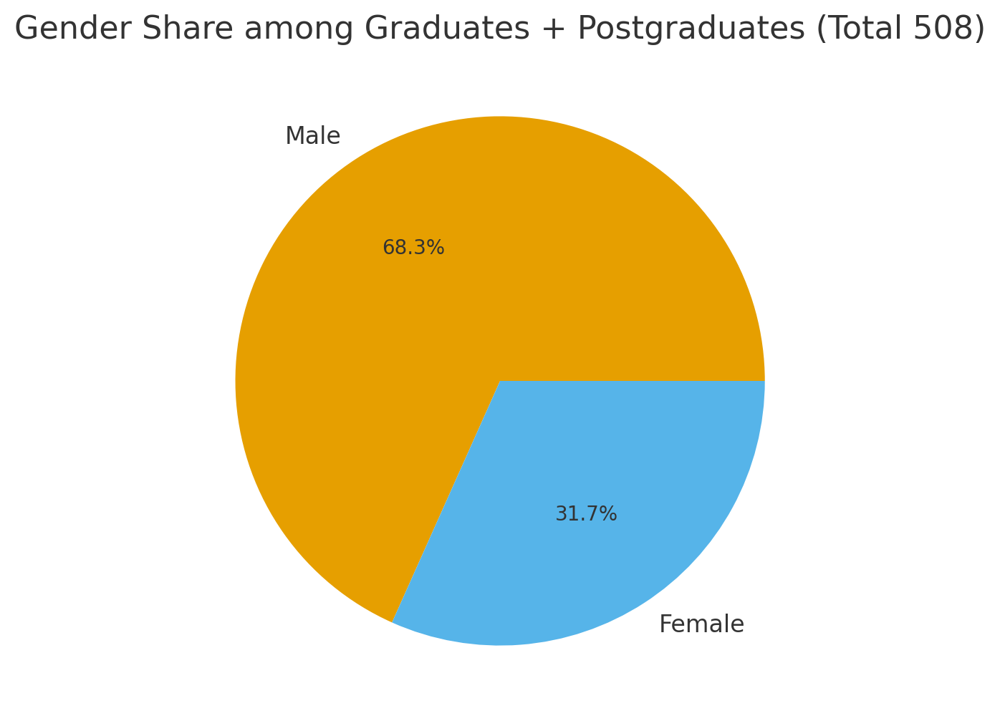 Gender Share among Graduates + Postgraduates (Total 508)
Male
68.3%
31.7%
Female